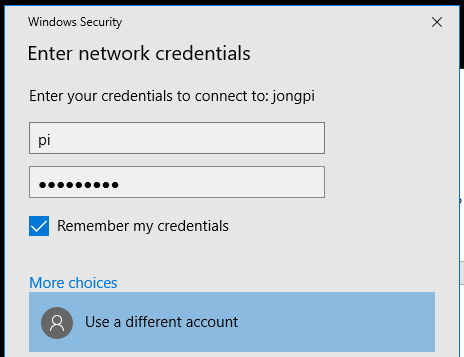 Windows Security
Enter network credentials
Enter your credentials to connect to: jongpi
pi
●●●●●●●●●
Remember my credentials
More choices
Use a different account